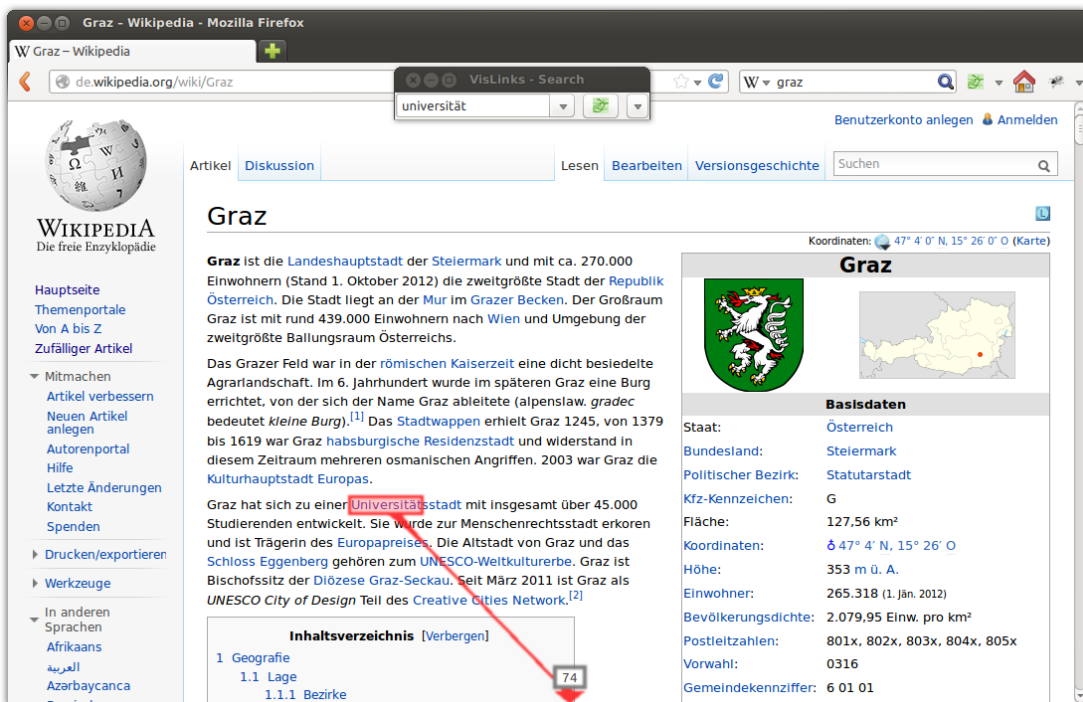 Graz - Wikipedia - Mozilla Firefox
W Graz – Wikipedia
de.wikipedia.org/wiki/Graz
VisLinks - Search
universität
W graz
Benutzerkonto anlegen Anmelden
Artikel Diskussion Lesen Bearbeiten Versionsgeschichte Suchen
WIKIPEDIA
Die freie Enzyklopädie
Hauptseite
Themenportale
Von A bis Z
Zufälliger Artikel
Mitmachen
Artikel verbessern
Neuen Artikel
anlegen
Autorenportal
Hilfe
Letzte Änderungen
Kontakt
Spenden
Drucken/exportieren
Werkzeuge
In anderen
Sprachen
Afrikaans
العربية
Azərbaycanca
Graz
Koordinaten: 47° 4′ 0″ N, 15° 26′ 0″ O (Karte)
Graz ist die Landeshauptstadt der Steiermark und mit ca. 270.000
Einwohnern (Stand 1. Oktober 2012) die zweitgrößte Stadt der Republik
Österreich. Die Stadt liegt an der Mur im Grazer Becken. Der Großraum
Graz ist mit rund 439.000 Einwohnern nach Wien und Umgebung der
zweitgrößte Ballungsraum Österreichs.
Das Grazer Feld war in der römischen Kaiserzeit eine dicht besiedelte
Agrarlandschaft. Im 6. Jahrhundert wurde im späteren Graz eine Burg
errichtet, von der sich der Name Graz ableitete (alpenslaw. gradec
bedeutet kleine Burg).[1] Das Stadtwappen erhielt Graz 1245, von 1379
bis 1619 war Graz habsburgische Residenzstadt und widerstand in
diesem Zeitraum mehreren osmanischen Angriffen. 2003 war Graz die
Kulturhauptstadt Europas.
Graz hat sich zu einer Universitätsstadt mit insgesamt über 45.000
Studierenden entwickelt. Sie wurde zur Menschenrechtsstadt erkoren
und ist Trägerin des Europapreises. Die Altstadt von Graz und das
Schloss Eggenberg gehören zum UNESCO-Weltkulturerbe. Graz ist
Bischofssitz der Diözese Graz-Seckau. Seit März 2011 ist Graz als
UNESCO City of Design Teil des Creative Cities Network.[2]
Inhaltsverzeichnis [Verbergen]
1 Geografie
1.1 Lage
1.1.1 Bezirke
74
Graz
Basisdaten
Staat: Österreich
Bundesland: Steiermark
Politischer Bezirk: Statutarstadt
Kfz-Kennzeichen: G
Fläche: 127,56 km²
Koordinaten: 47° 4′ N, 15° 26′ O
Höhe: 353 m ü. A.
Einwohner: 265.318 (1. Jän. 2012)
Bevölkerungsdichte: 2.079,95 Einw. pro km²
Postleitzahlen: 801x, 802x, 803x, 804x, 805x
Vorwahl: 0316
Gemeindekennziffer: 6 01 01